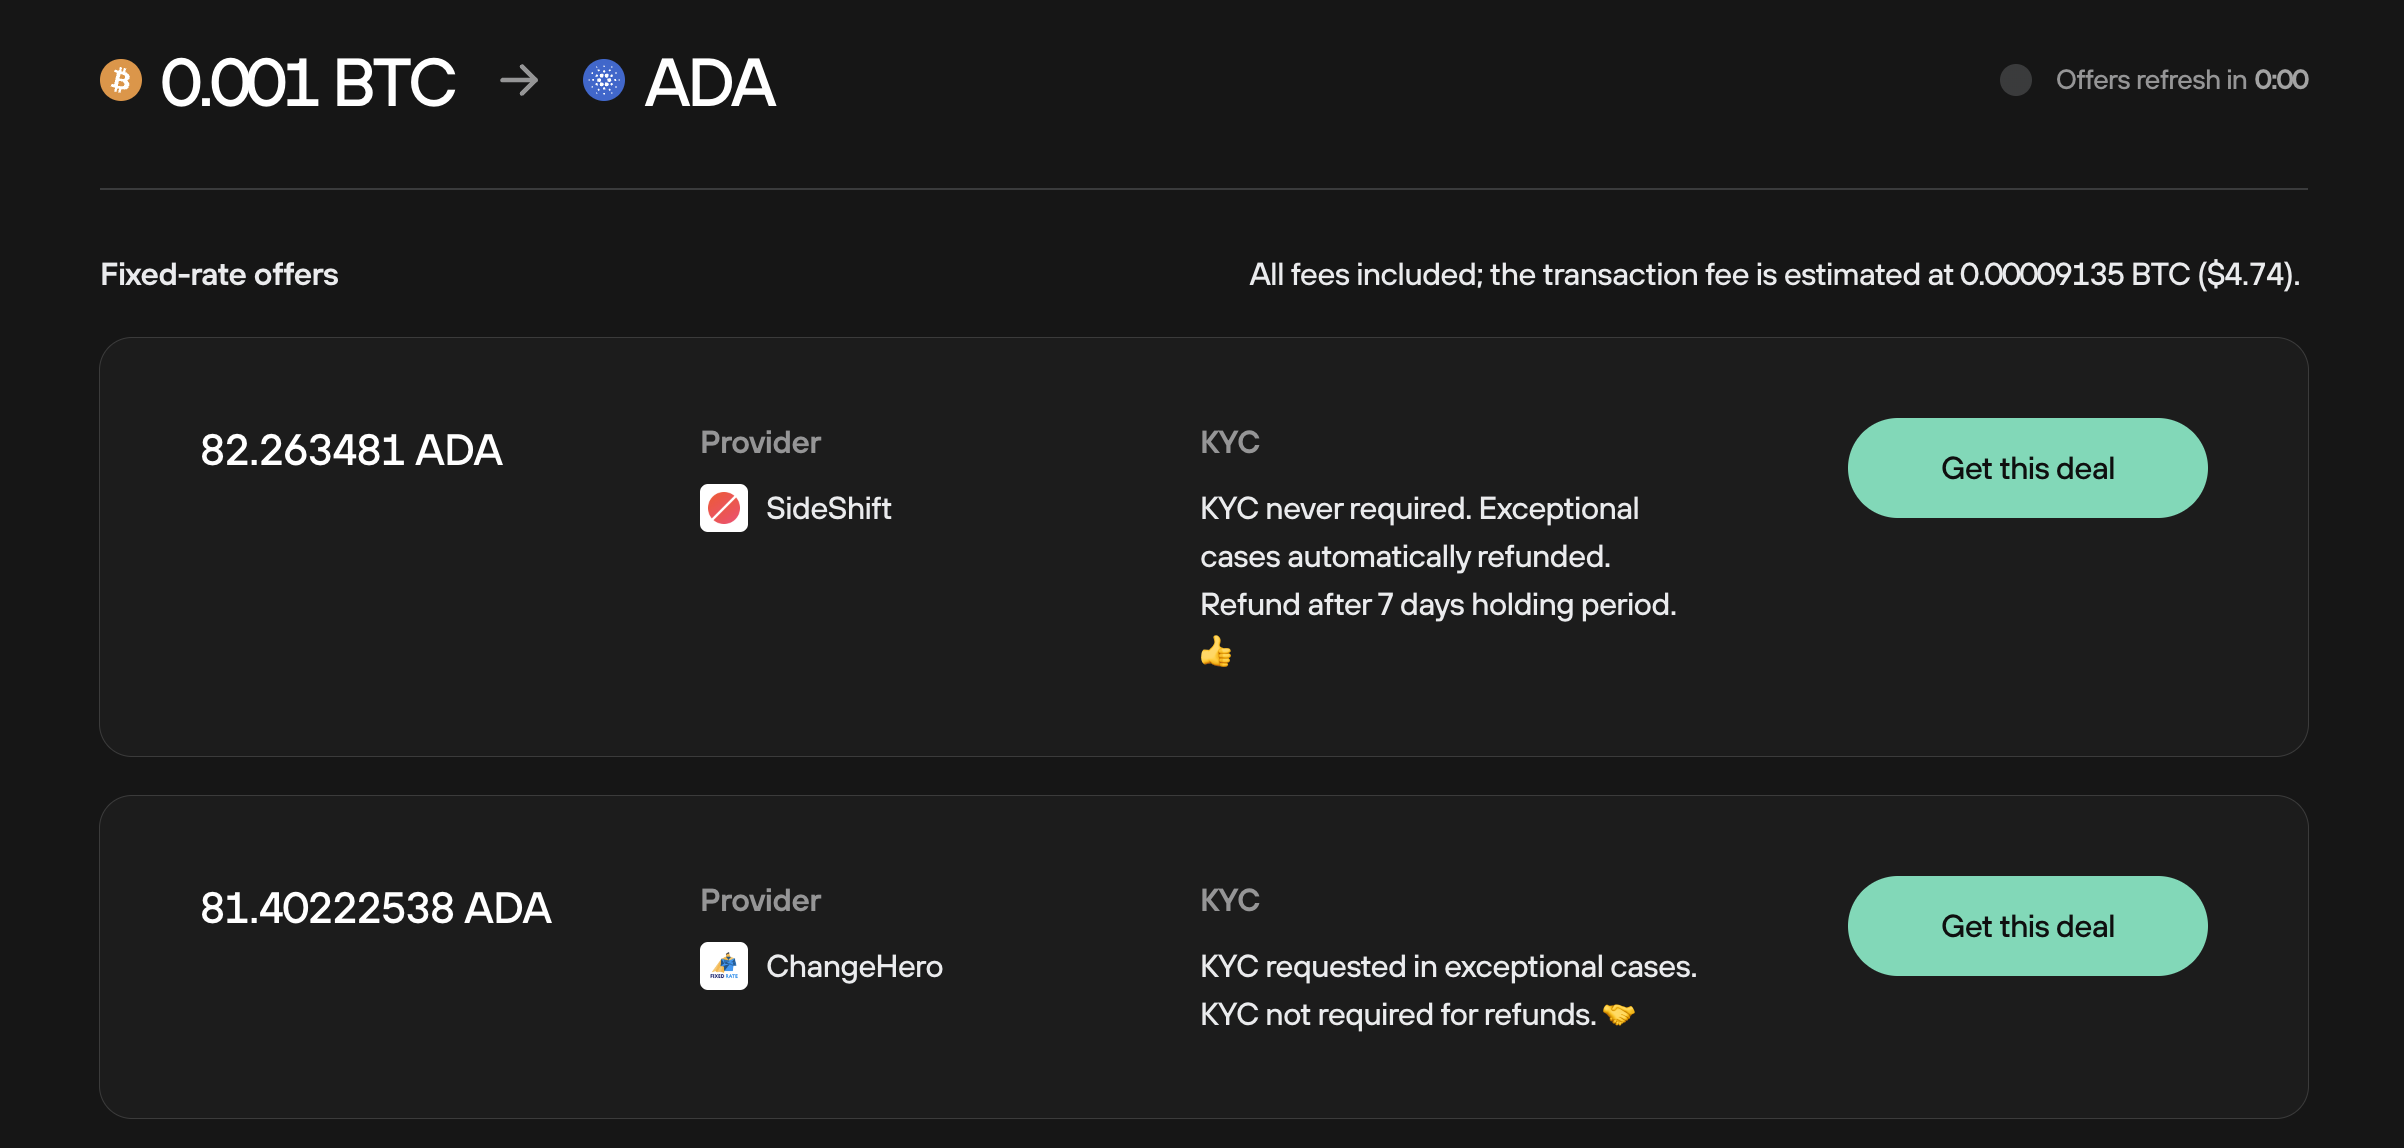 0.001 BTC → ADA
Offers refresh in 0:00
Fixed-rate offers
All fees included; the transaction fee is estimated at 0.00009135 BTC ($4.74).
82.263481 ADA
Provider
SideShift
KYC
KYC never required. Exceptional
cases automatically refunded.
Refund after 7 days holding period.
👍
Get this deal
81.40222538 ADA
Provider
FIXED RATE
ChangeHero
KYC
KYC requested in exceptional cases.
KYC not required for refunds. 🤝
Get this deal